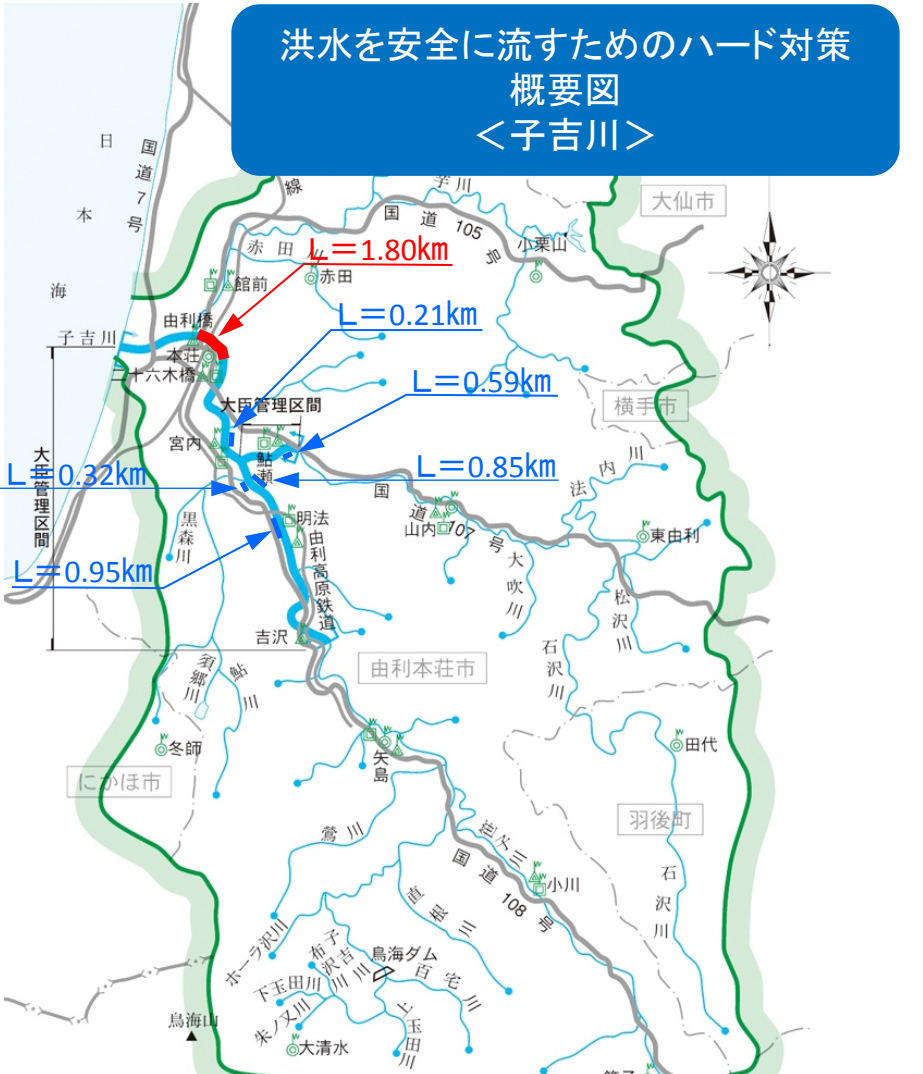 洪水を安全に流すためのハード対策
概要図
＜子吉川＞
日本海
国道7号
線
芋川
国道105号
大仙市
小栗山
赤田
L＝1.80km
館前
赤田
由利橋
L＝0.21km
子吉川
本荘
二十六木橋
L＝0.59km
大臣管理区間
横手市
宮内
鮎瀬
L＝0.85km
大臣管理区間
L＝0.32km
国道107号
法内川
黒森川
明法
山内
東由利
L＝0.95km
由利高原鉄道
大吹川
松沢川
吉沢
石沢川
須郷川
鮎川
由利本荘市
冬師
矢島
田代
にかほ市
鶯川
羽後町
国道108号
小川
石沢川
直根三
ホーラ沢川
布沢川
子吉川
鳥海ダム
百宅川
下玉田川
朱ノ又川
上玉田川
鳥海山
大清水